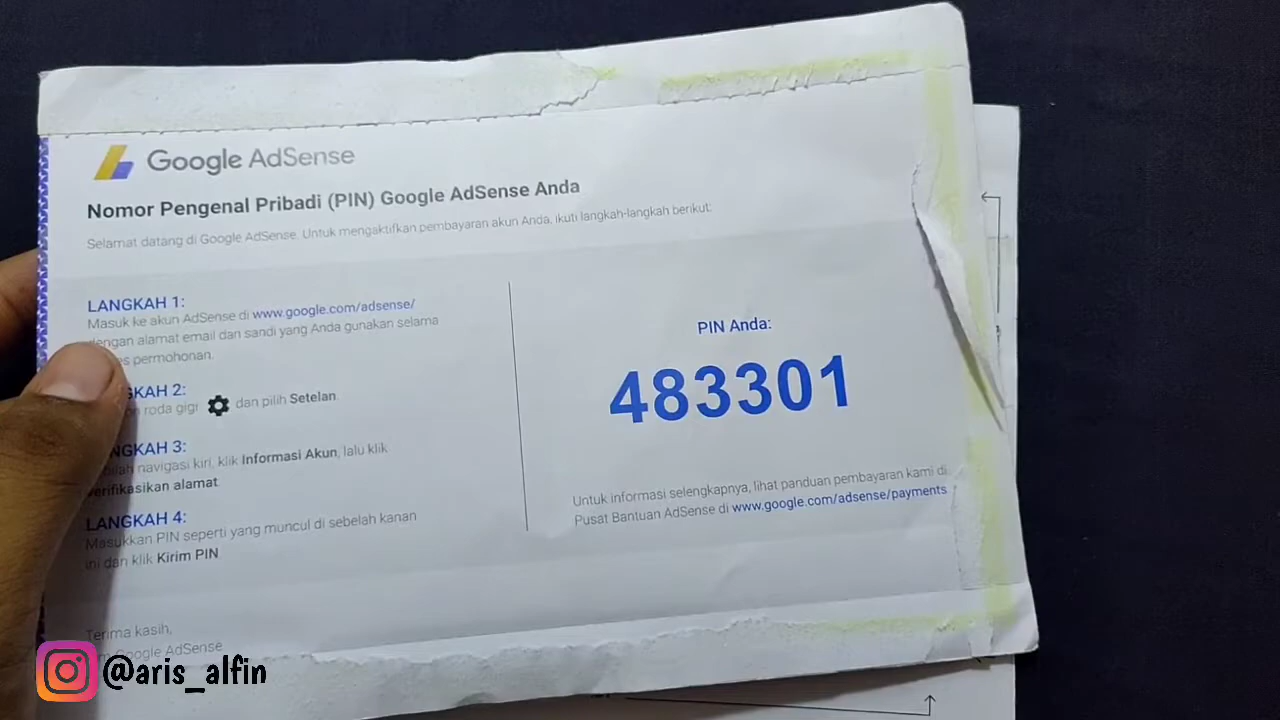 Google AdSense
Nomor Pengenal Pribadi (PIN) Google AdSense Anda
Selamat datang di Google AdSense. Untuk mengaktifkan pembayaran akun Anda, ikuti langkah-langkah berikut:
LANGKAH 1:
Masuk ke akun AdSense di www.google.com/adsense/
dengan alamat email dan sandi yang Anda gunakan selama
permohonan.
GKAH 2:
roda gigi dan pilih Setelan.
NGKAH 3:
navigasi kiri, klik Informasi Akun, lalu klik
verifikasikan alamat.
LANGKAH 4:
Masukkan PIN seperti yang muncul di sebelah kanan
ini dan klik Kirim PIN
Terima kasih,
Google AdSense
PIN Anda:
483301
Untuk informasi selengkapnya, lihat panduan pembayaran kami di
Pusat Bantuan AdSense di www.google.com/adsense/payments
@aris_alfin